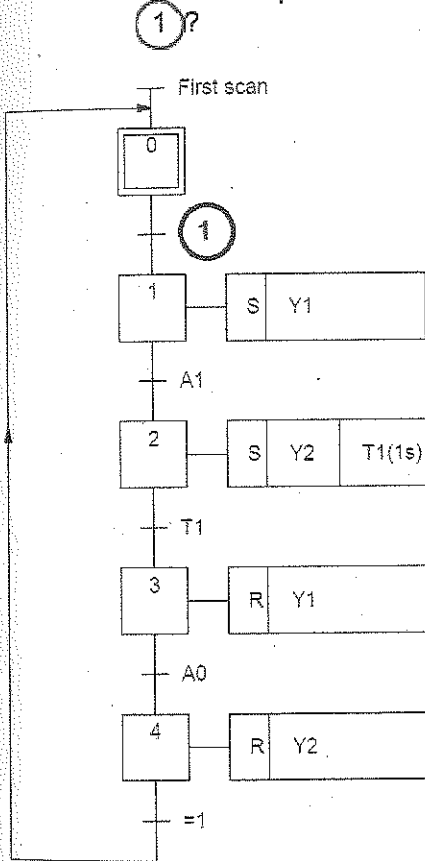 1 ?
First scan
0
1
1 S Y1
A1
2 S Y2 T1(1s)
T1
3 R Y1
A0
4 R Y2
=1